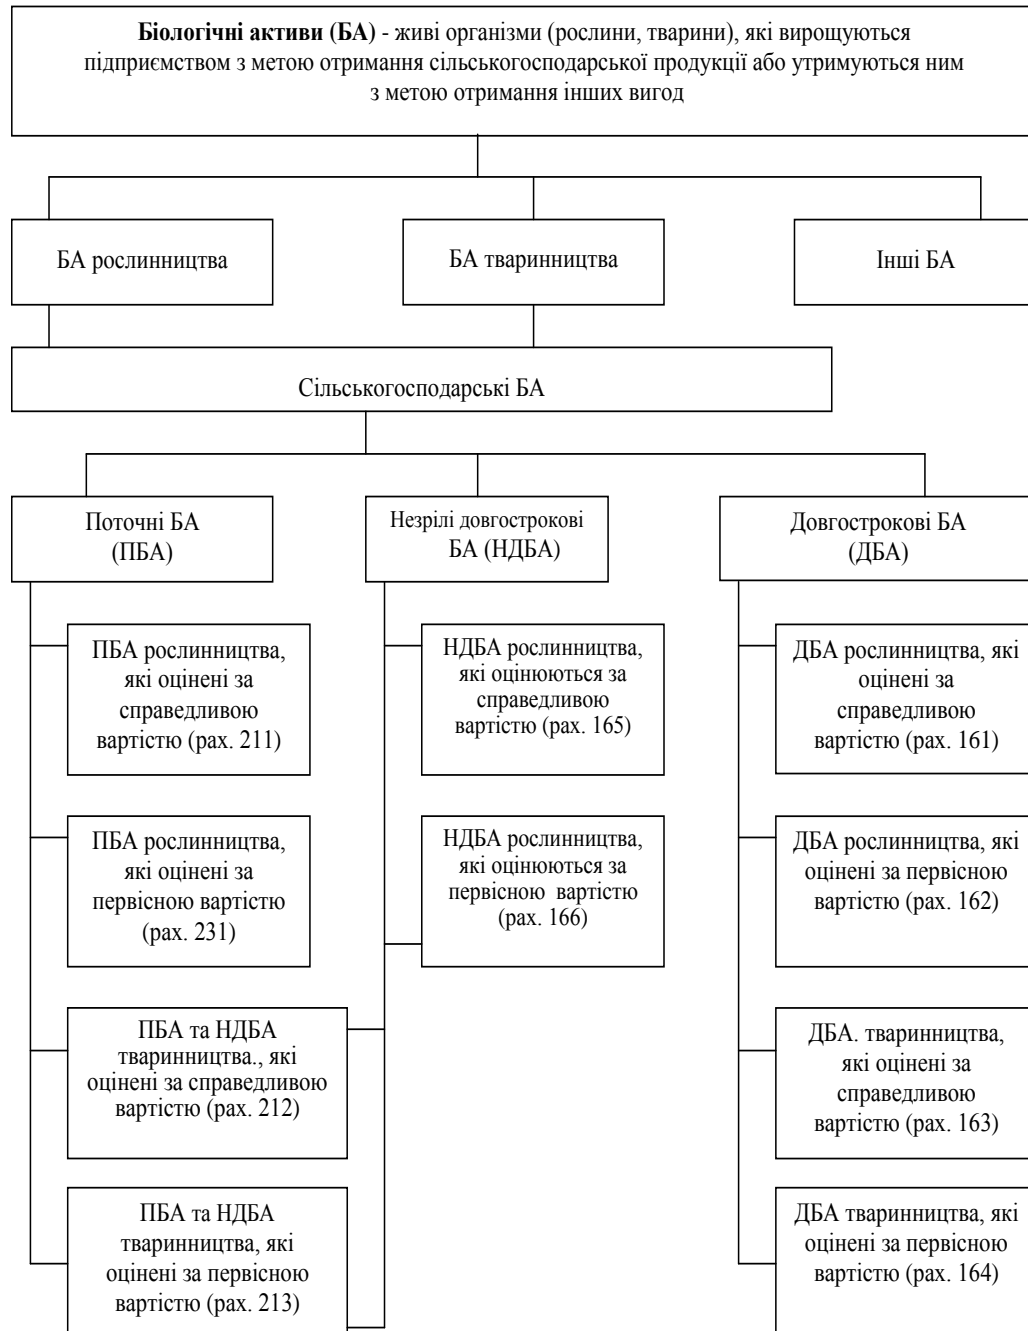 Біологічні активи (БА) - живі організми (рослини, тварини), які вирощуються
підприємством з метою отримання сільськогосподарської продукції або утримуються ним
з метою отримання інших вигод
БА рослинництва
БА тваринництва
Інші БА
Сільськогосподарські БА
Поточні БА
(ПБА)
Незрілі довгострокові
БА (НДБА)
Довгострокові БА
(ДБА)
ПБА рослинництва,
які оцінені за
справедливою
вартістю (рах. 211)
НДБА рослинництва,
які оцінюються за
справедливою
вартістю (рах. 165)
ДБА рослинництва, які
оцінені за
справедливою
вартістю (рах. 161)
ПБА рослинництва,
які оцінені за
первісною вартістю
(рах. 231)
НДБА рослинництва,
які оцінюються за
первісною вартістю
(рах. 166)
ДБА рослинництва, які
оцінені за первісною
вартістю (рах. 162)
ПБА та НДБА
тваринництва., які
оцінені за справедливою
вартістю (рах. 212)
ДБА. тваринництва,
які оцінені за
справедливою
вартістю (рах. 163)
ПБА та НДБА
тваринництва, які
оцінені за первісною
вартістю (рах. 213)
ДБА тваринництва, які
оцінені за первісною
вартістю (рах. 164)